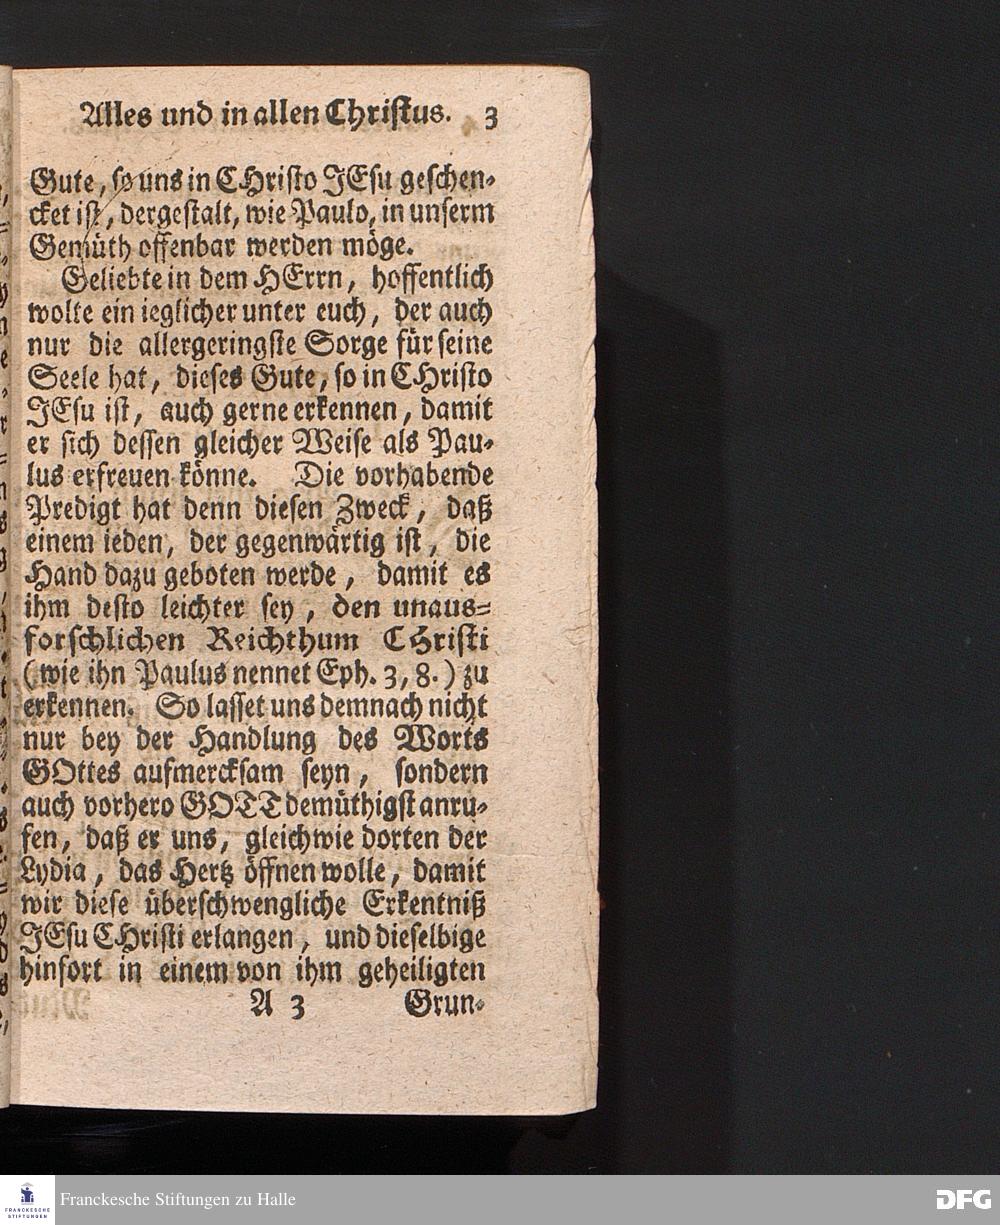 Alles und in allen Christus. 3
Gute, so uns in CHristo JEsu geschen-
cket ist, dergestalt, wie Paulo, in unserm
Gemüth offenbar werden möge.
Geliebte in dem HErrn, hoffentlich
wolte ein ieglicher unter euch, der auch
nur die allergeringste Sorge für seine
Seele hat, dieses Gute, so in CHristo
JEsu ist, auch gerne erkennen, damit
er sich dessen gleicher Weise als Pau-
lus erfreuen könne. Die vorhabende
Predigt hat denn diesen Zweck, daß
einem ieden, der gegenwärtig ist, die
Hand dazu geboten werde, damit es
ihm desto leichter sey, den unaus-
forschlichen Reichthum CHristi
(wie ihn Paulus nennet Eph. 3, 8.) zu
erkennen. So lasset uns demnach nicht
nur bey der Handlung des Worts
GOttes aufmercksam seyn, sondern
auch vorhero GOTT demüthigst anru-
fen, daß er uns, gleichwie dorten der
Lydia, das Hertz öffnen wolle, damit
wir diese überschwengliche Erkentniß
JEsu CHristi erlangen, und dieselbige
hinfort in einem von ihm geheiligten
A 3 Grun-
FRANCKESCHE
STIFTUNGEN
Franckesche Stiftungen zu Halle
DFG